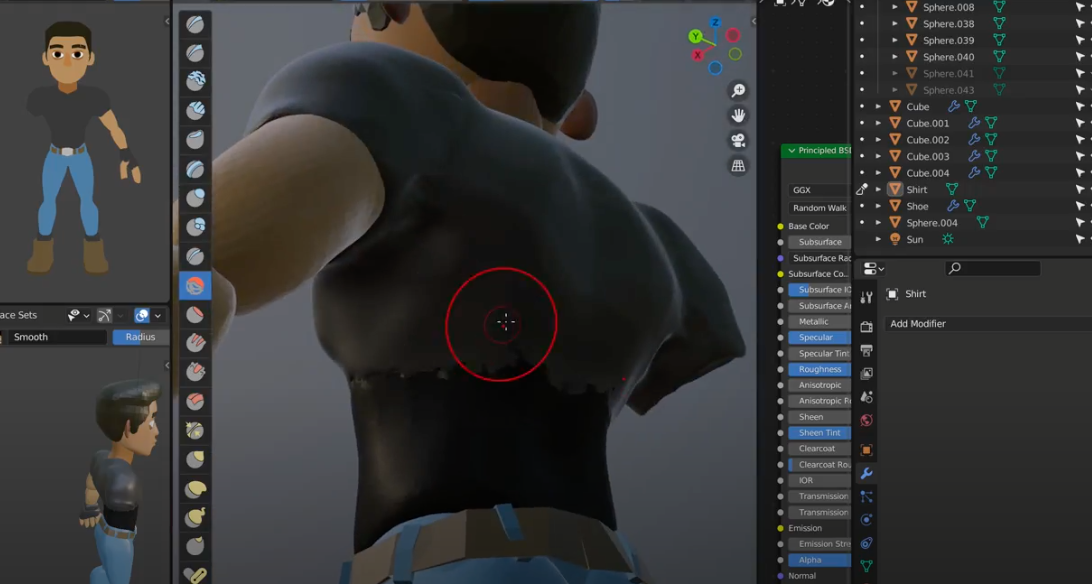 Sphere.008
Sphere.038
Sphere.039
Sphere.040
Sphere.041
Sphere.043
Cube
Cube.001
Cube.002
Cube.003
Cube.004
Shirt
Shoe
Sphere.004
Sun
Z
Y
X
Principled BS
GGX
Random Walk
Base Color
Subsurface
Subsurface Rad
Subsurface Co..
Subsurface IO
Subsurface An
Metallic
Specular
Specular Tint
Roughness
Anisotropic
Anisotropic R
Sheen
Sheen Tint
Clearcoat
Clearcoat Rou
IOR
Transmission
Transmission
Emission
Emission Stre
Alpha
Normal
Shirt
Add Modifier
ace Sets
Smooth
Radius